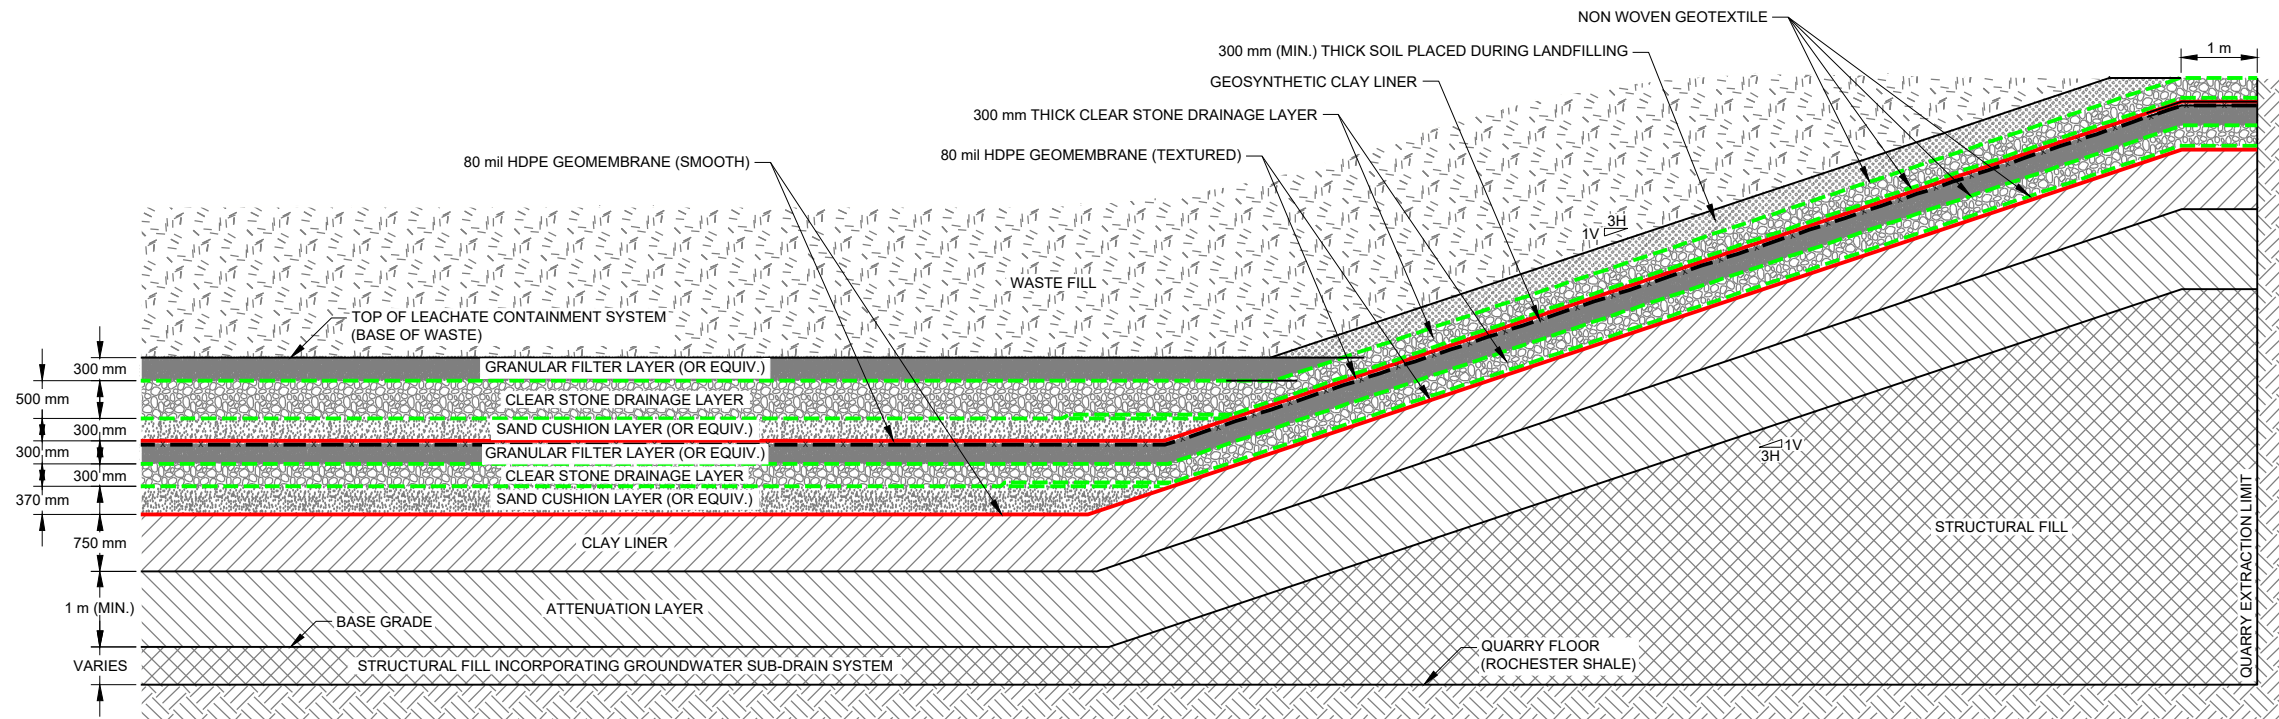 NON WOVEN GEOTEXTILE
300 mm (MIN.) THICK SOIL PLACED DURING LANDFILLING
1 m
GEOSYNTHETIC CLAY LINER
300 mm THICK CLEAR STONE DRAINAGE LAYER
80 mil HDPE GEOMEMBRANE (TEXTURED)
80 mil HDPE GEOMEMBRANE (SMOOTH)
3H
1V
WASTE FILL
TOP OF LEACHATE CONTAINMENT SYSTEM
(BASE OF WASTE)
300 mm
GRANULAR FILTER LAYER (OR EQUIV.)
500 mm
CLEAR STONE DRAINAGE LAYER
300 mm
SAND CUSHION LAYER (OR EQUIV.)
300 mm
GRANULAR FILTER LAYER (OR EQUIV.)
300 mm
CLEAR STONE DRAINAGE LAYER
370 mm
SAND CUSHION LAYER (OR EQUIV.)
1V
3H
750 mm
CLAY LINER
STRUCTURAL FILL
QUARRY EXTRACTION LIMIT
1 m (MIN.)
ATTENUATION LAYER
BASE GRADE
VARIES
STRUCTURAL FILL INCORPORATING GROUNDWATER SUB-DRAIN SYSTEM
QUARRY FLOOR
(ROCHESTER SHALE)